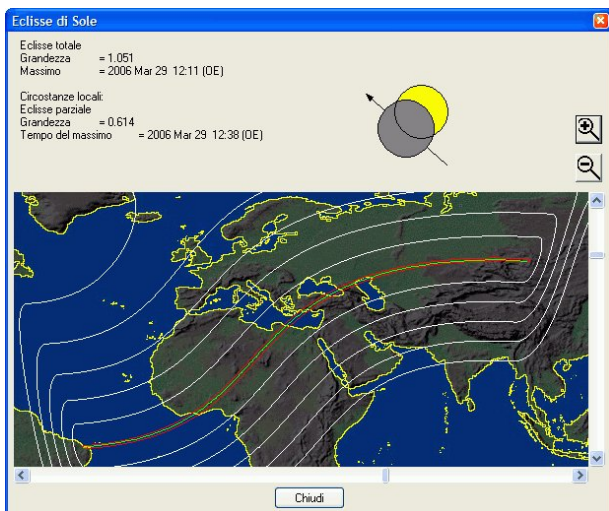 Eclisse di Sole
Eclisse totale
Grandezza = 1.051
Massimo = 2006 Mar 29 12:11 (OE)
Circostanze locali:
Eclisse parziale
Grandezza = 0.614
Tempo del massimo = 2006 Mar 29 12:38 (OE)
Chiudi